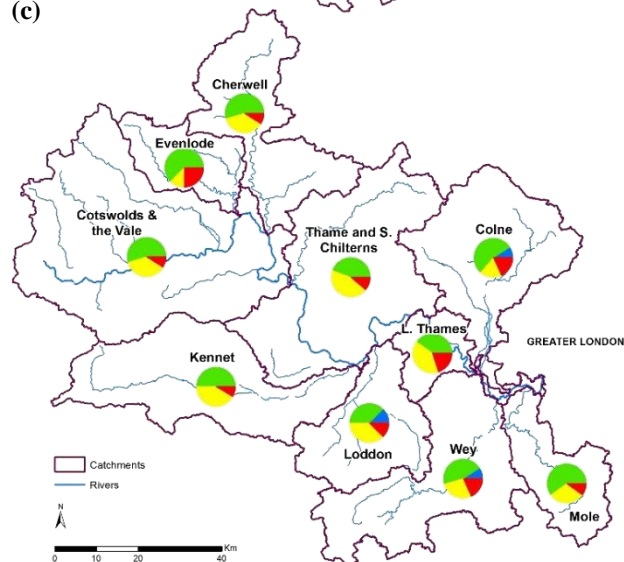 (c)
Cherwell
Evenlode
Cotswolds &
the Vale
Thame and S.
Chilterns
Colne
L. Thames
GREATER LONDON
Kennet
Loddon
Wey
Mole
Catchments
Rivers
N
0 10 20 40
Km